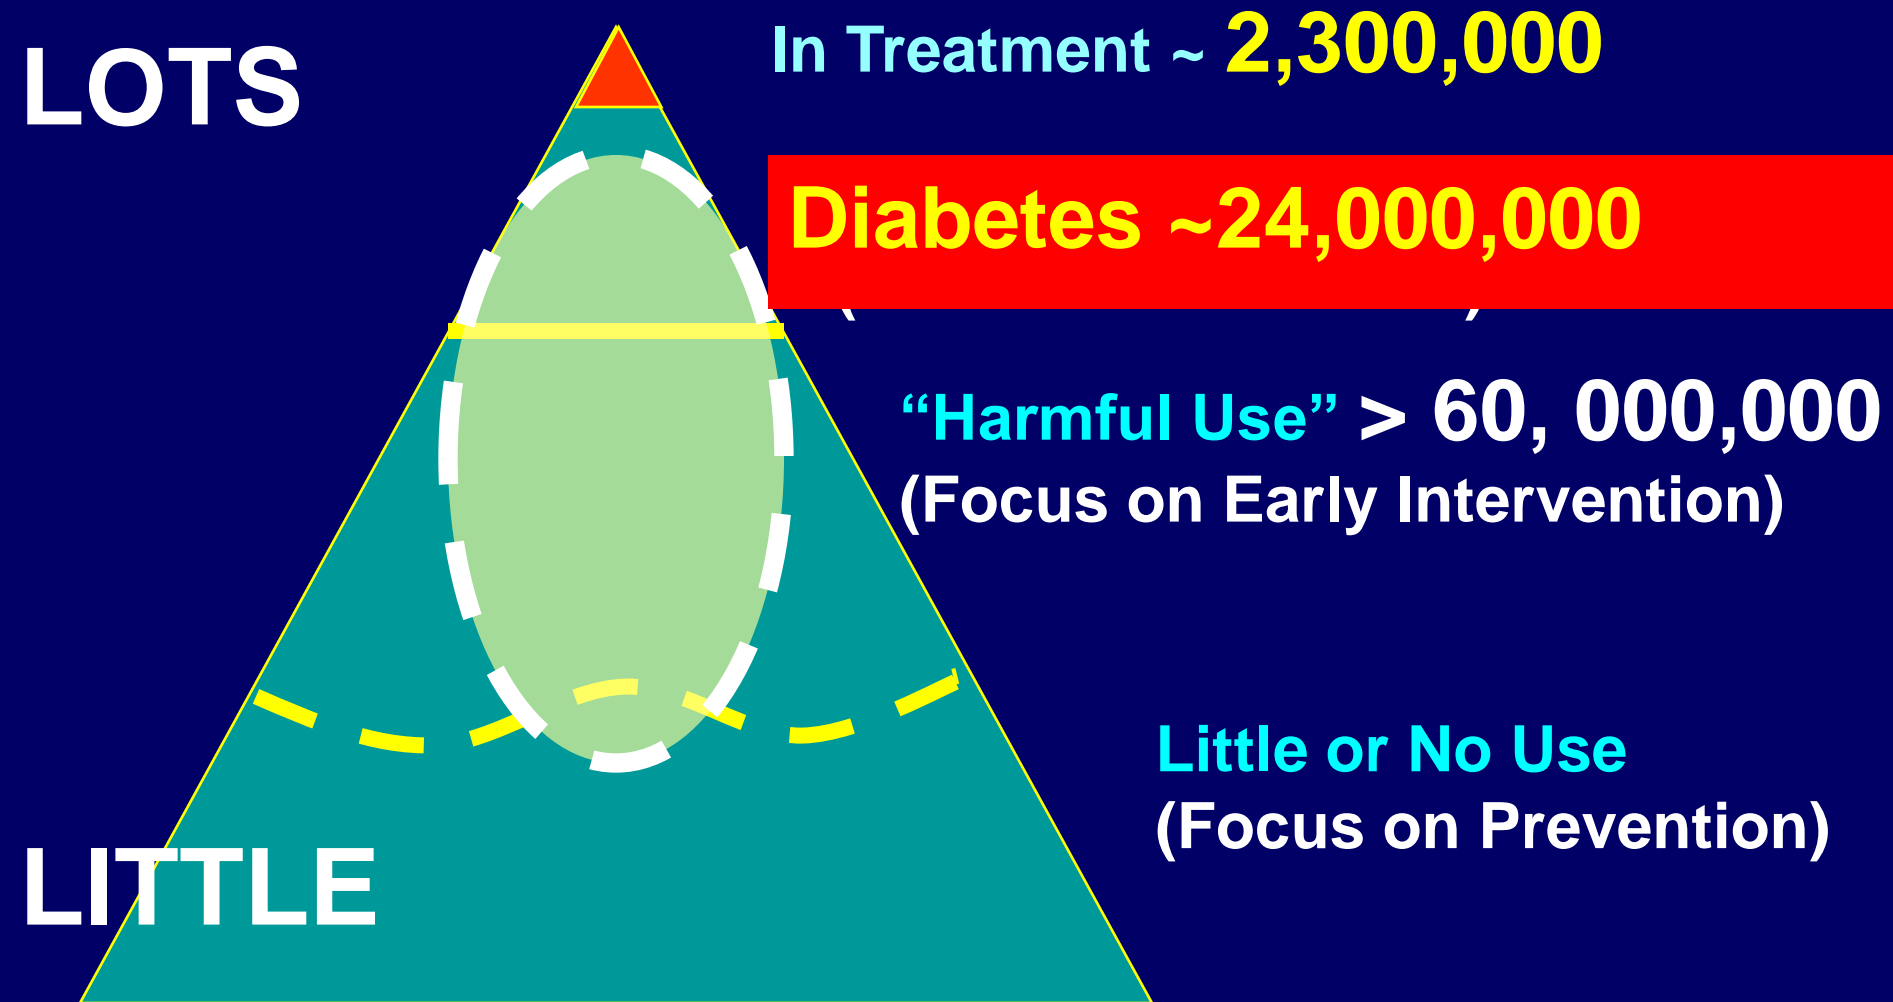 LOTS
In Treatment ~ 2,300,000
Diabetes ~24,000,000
“Harmful Use” > 60, 000,000
(Focus on Early Intervention)
Little or No Use
(Focus on Prevention)
LITTLE